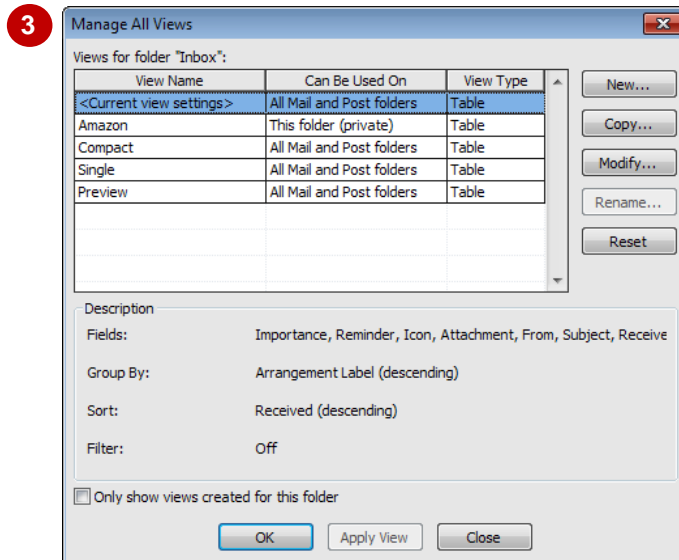 3
Manage All Views
Views for folder "Inbox":
View Name Can Be Used On View Type
<Current view settings> All Mail and Post folders Table
Amazon This folder (private) Table
Compact All Mail and Post folders Table
Single All Mail and Post folders Table
Preview All Mail and Post folders Table
New...
Copy...
Modify...
Rename...
Reset
Description
Fields: Importance, Reminder, Icon, Attachment, From, Subject, Receive
Group By: Arrangement Label (descending)
Sort: Received (descending)
Filter: Off
Only show views created for this folder
OK Apply View Close